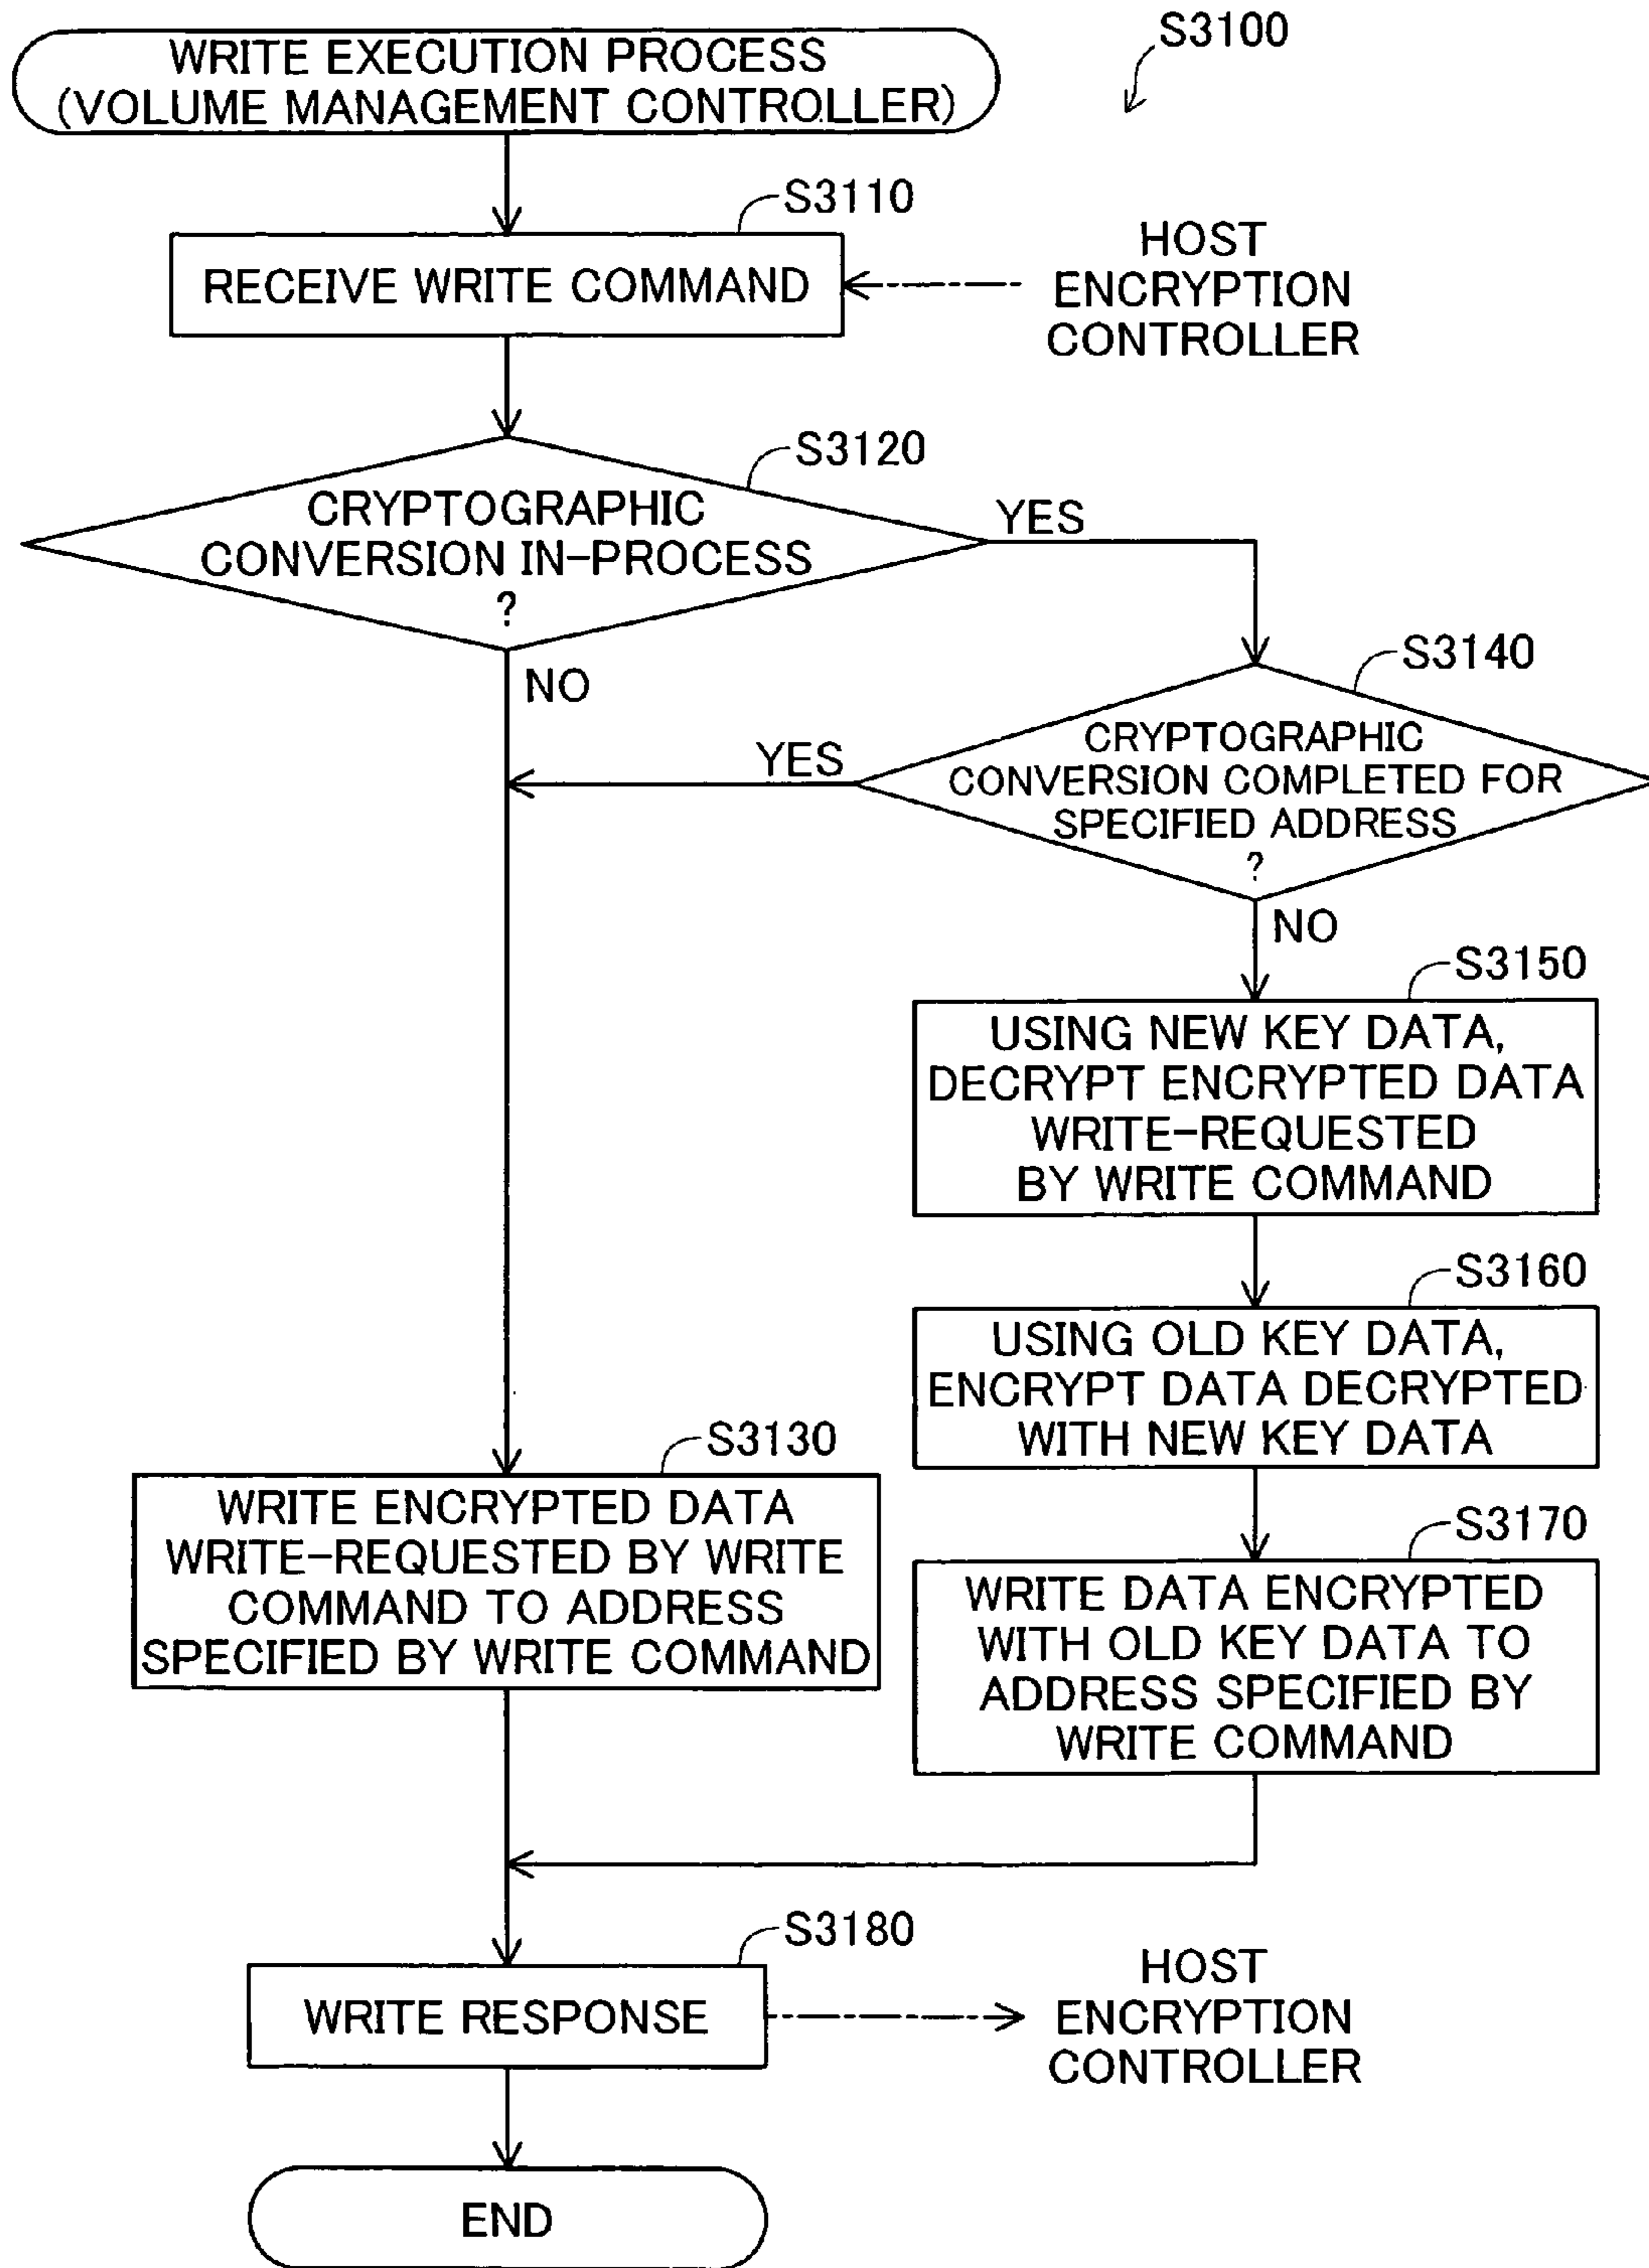 WRITE EXECUTION PROCESS
(VOLUME MANAGEMENT CONTROLLER)
S3100
S3110
RECEIVE WRITE COMMAND
HOST
ENCRYPTION
CONTROLLER
S3120
CRYPTOGRAPHIC
CONVERSION IN-PROCESS
?
YES
NO
S3140
CRYPTOGRAPHIC
CONVERSION COMPLETED FOR
SPECIFIED ADDRESS
?
YES
NO
S3150
USING NEW KEY DATA,
DECRYPT ENCRYPTED DATA
WRITE-REQUESTED
BY WRITE COMMAND
S3160
USING OLD KEY DATA,
ENCRYPT DATA DECRYPTED
WITH NEW KEY DATA
S3130
WRITE ENCRYPTED DATA
WRITE-REQUESTED BY WRITE
COMMAND TO ADDRESS
SPECIFIED BY WRITE COMMAND
S3170
WRITE DATA ENCRYPTED
WITH OLD KEY DATA TO
ADDRESS SPECIFIED BY
WRITE COMMAND
S3180
WRITE RESPONSE
HOST
ENCRYPTION
CONTROLLER
END